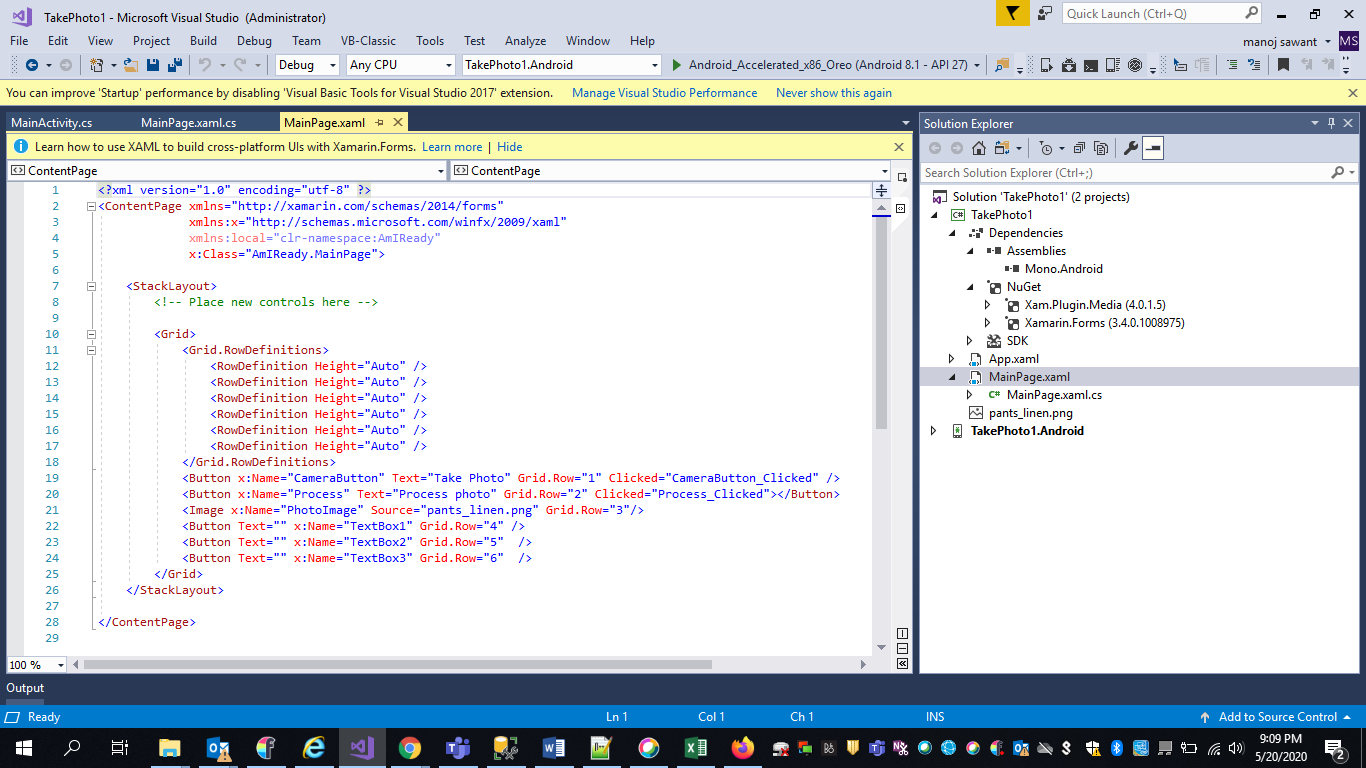 TakePhoto1 - Microsoft Visual Studio (Administrator)
Quick Launch (Ctrl+Q)
File Edit View Project Build Debug Team VB-Classic Tools Test Analyze Window Help
manoj sawant MS
Debug Any CPU TakePhoto1.Android Android_Accelerated_x86_Oreo (Android 8.1 - API 27)
You can improve 'Startup' performance by disabling 'Visual Basic Tools for Visual Studio 2017' extension. Manage Visual Studio Performance Never show this again
MainActivity.cs MainPage.xaml.cs MainPage.xaml
Learn how to use XAML to build cross-platform UIs with Xamarin.Forms. Learn more | Hide
ContentPage ContentPage
1 <?xml version="1.0" encoding="utf-8" ?>
2 <ContentPage xmlns="http://xamarin.com/schemas/2014/forms"
3 xmlns:x="http://schemas.microsoft.com/winfx/2009/xaml"
4 xmlns:local="clr-namespace:AmIReady"
5 x:Class="AmIReady.MainPage">
6
7 <StackLayout>
8 <!-- Place new controls here -->
9
10 <Grid>
11 <Grid.RowDefinitions>
12 <RowDefinition Height="Auto" />
13 <RowDefinition Height="Auto" />
14 <RowDefinition Height="Auto" />
15 <RowDefinition Height="Auto" />
16 <RowDefinition Height="Auto" />
17 <RowDefinition Height="Auto" />
18 </Grid.RowDefinitions>
19 <Button x:Name="CameraButton" Text="Take Photo" Grid.Row="1" Clicked="CameraButton_Clicked" />
20 <Button x:Name="Process" Text="Process photo" Grid.Row="2" Clicked="Process_Clicked"></Button>
21 <Image x:Name="PhotoImage" Source="pants_linen.png" Grid.Row="3"/>
22 <Button Text="" x:Name="TextBox1" Grid.Row="4" />
23 <Button Text="" x:Name="TextBox2" Grid.Row="5"  />
24 <Button Text="" x:Name="TextBox3" Grid.Row="6"  />
25 </Grid>
26 </StackLayout>
27
28 </ContentPage>
29
100 %
Solution Explorer
Search Solution Explorer (Ctrl+;)
Solution 'TakePhoto1' (2 projects)
C# TakePhoto1
Dependencies
Assemblies
Mono.Android
NuGet
Xam.Plugin.Media (4.0.1.5)
Xamarin.Forms (3.4.0.1008975)
SDK
App.xaml
MainPage.xaml
C# MainPage.xaml.cs
pants_linen.png
TakePhoto1.Android
Output
Ready Ln 1 Col 1 Ch 1 INS Add to Source Control
9:09 PM
5/20/2020
2